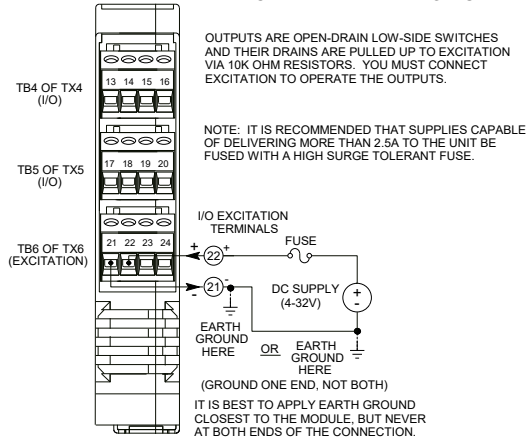 OUTPUTS ARE OPEN-DRAIN LOW-SIDE SWITCHES
AND THEIR DRAINS ARE PULLED UP TO EXCITATION
VIA 10K OHM RESISTORS. YOU MUST CONNECT
EXCITATION TO OPERATE THE OUTPUTS.
NOTE: IT IS RECOMMENDED THAT SUPPLIES CAPABLE
OF DELIVERING MORE THAN 2.5A TO THE UNIT BE
FUSED WITH A HIGH SURGE TOLERANT FUSE.
TB4 OF TX4
(I/O)
13 14 15 16
TB5 OF TX5
(I/O)
17 18 19 20
TB6 OF TX6
(EXCITATION)
21 22 23 24
I/O EXCITATION
TERMINALS
FUSE
+ 22 +
- 21 -
DC SUPPLY
(4-32V)
+
-
EARTH
GROUND
HERE
OR
EARTH
GROUND
HERE
(GROUND ONE END, NOT BOTH)
IT IS BEST TO APPLY EARTH GROUND
CLOSEST TO THE MODULE, BUT NEVER
AT BOTH ENDS OF THE CONNECTION.